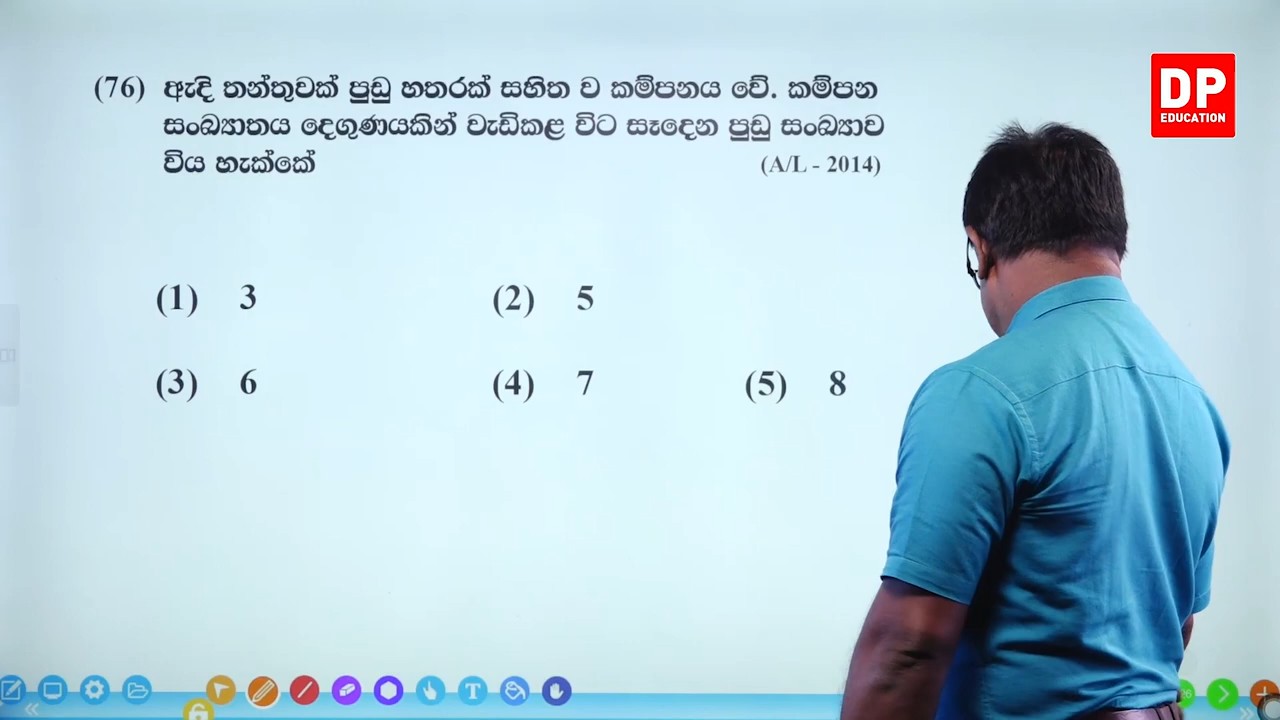 DP
EDUCATION
(76) ඇදි තන්තුවක් පුඩු හතරක් සහිත ව කම්පනය වේ. කම්පන
සංඛ්‍යාතය දෙගුණයකින් වැඩිකළ විට සෑදෙන පුඩු සංඛ්‍යාව
විය හැක්කේ (A/L - 2014)
(1) 3 (2) 5
(3) 6 (4) 7 (5) 8